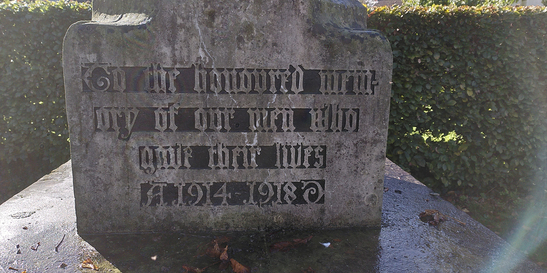 To the honoured mem-
ory of our men who
gave their lives
A.1914-1918